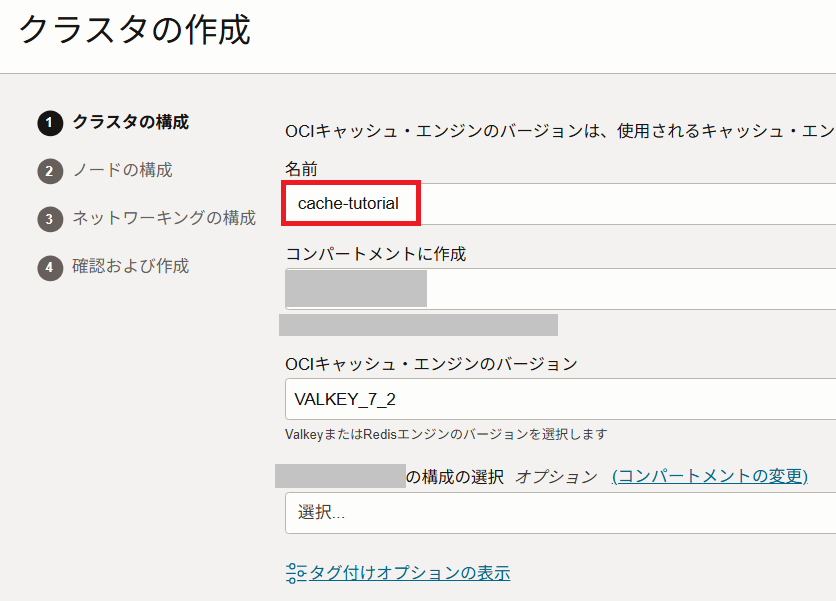 クラスタの作成
1 クラスタの構成
2 ノードの構成
3 ネットワーキングの構成
4 確認および作成
OCIキャッシュ・エンジンのバージョンは、使用されるキャッシュ・エン
名前
cache-tutorial
コンパートメントに作成
OCIキャッシュ・エンジンのバージョン
VALKEY_7_2
ValkeyまたはRedisエンジンのバージョンを選択します
の構成の選択 オプション (コンパートメントの変更)
選択...
タグ付けオプションの表示